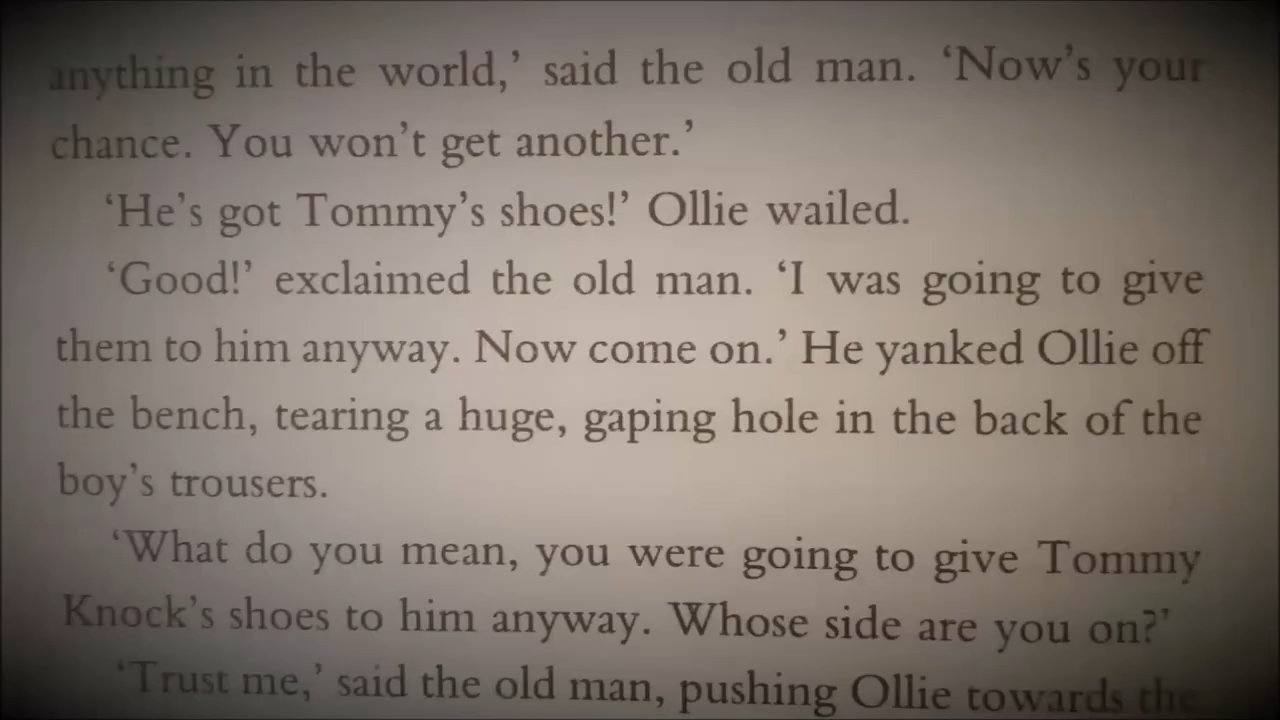 anything in the world,’ said the old man. ‘Now’s your
chance. You won’t get another.’
‘He’s got Tommy’s shoes!’ Ollie wailed.
‘Good!’ exclaimed the old man. ‘I was going to give
them to him anyway. Now come on.’ He yanked Ollie off
the bench, tearing a huge, gaping hole in the back of the
boy’s trousers.
‘What do you mean, you were going to give Tommy
Knock’s shoes to him anyway. Whose side are you on?’
‘Trust me,’ said the old man, pushing Ollie towards the